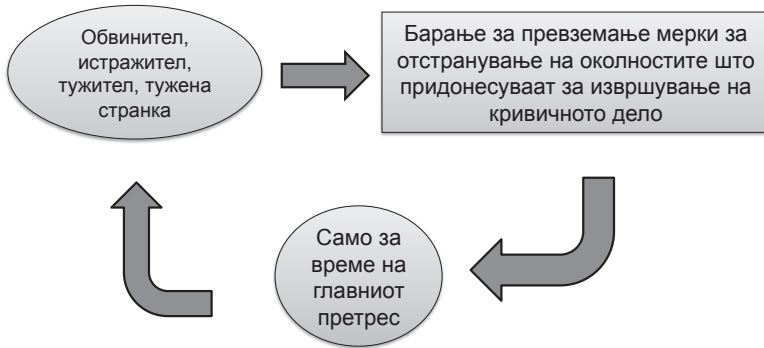 Обвинител,
истражител,
тужител, тужена
странка
Барање за превземање мерки за
отстранување на околностите што
придонесуваат за извршување на
кривичното дело
Само за
време на
главниот
претрес